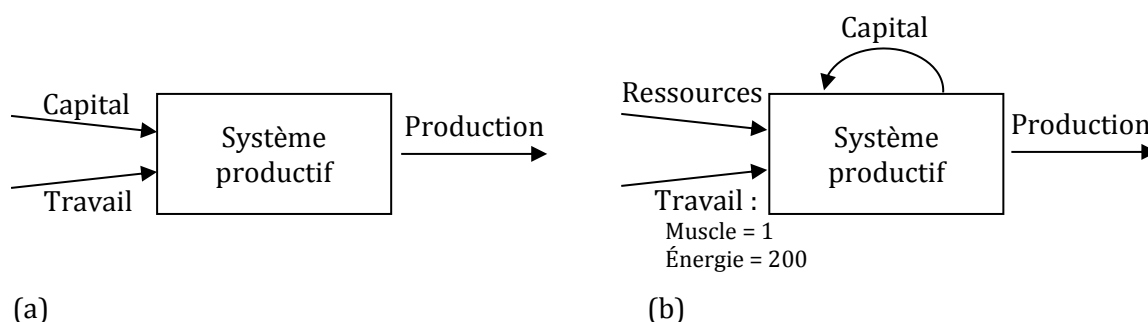 Capital
Système
productif
Production
Travail
(a)
Capital
Ressources
Système
productif
Production
Travail :
Muscle = 1
Énergie = 200
(b)